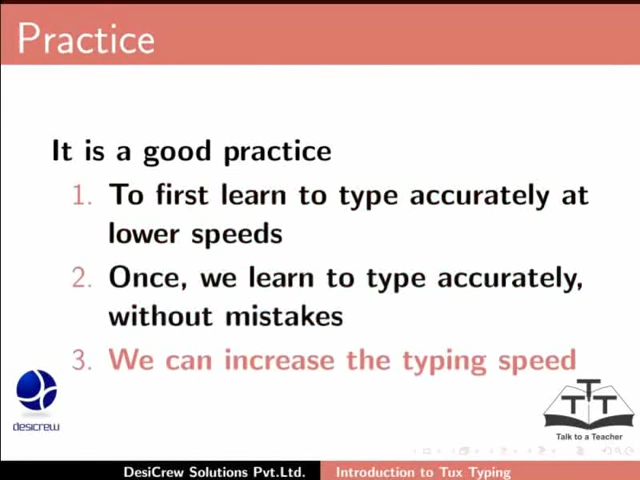 Practice
It is a good practice
1. To first learn to type accurately at
lower speeds
2. Once, we learn to type accurately,
without mistakes
3. We can increase the typing speed
desicrew
TTT
Talk to a Teacher
DesiCrew Solutions Pvt.Ltd. Introduction to Tux Typing